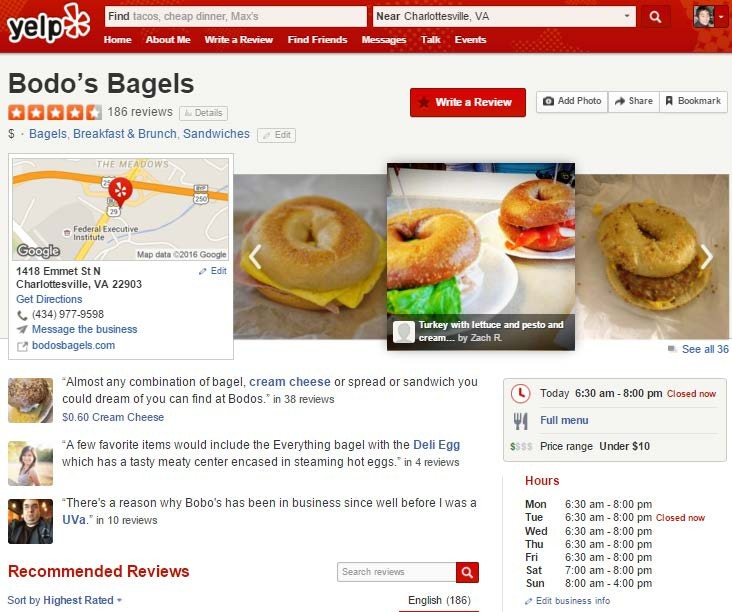 yelp
Find tacos, cheap dinner, Max's
Near Charlottesville, VA
Home About Me Write a Review Find Friends Messages Talk Events
Bodo's Bagels
186 reviews Details
$ · Bagels, Breakfast & Brunch, Sandwiches Edit
Write a Review
Add Photo Share Bookmark
THE MEADOWS
29
BYP
250
Federal Executive
Institute
Google Map data ©2016 Google
1418 Emmet St N Edit
Charlottesville, VA 22903
Get Directions
(434) 977-9598
Message the business
bodosbagels.com
Turkey with lettuce and pesto and
cream... by Zach R.
See all 36
"Almost any combination of bagel, cream cheese or spread or sandwich you
could dream of you can find at Bodos." in 38 reviews
$0.60 Cream Cheese
"A few favorite items would include the Everything bagel with the Deli Egg
which has a tasty meaty center encased in steaming hot eggs." in 4 reviews
"There's a reason why Bobo's has been in business since well before I was a
UVa." in 10 reviews
Today 6:30 am - 8:00 pm Closed now
Full menu
$$$$ Price range Under $10
Hours
Mon 6:30 am - 8:00 pm
Tue 6:30 am - 8:00 pm Closed now
Wed 6:30 am - 8:00 pm
Thu 6:30 am - 8:00 pm
Fri 6:30 am - 8:00 pm
Sat 7:00 am - 8:00 pm
Sun 8:00 am - 4:00 pm
Edit business info
Recommended Reviews
Search reviews
Sort by Highest Rated
English (186)